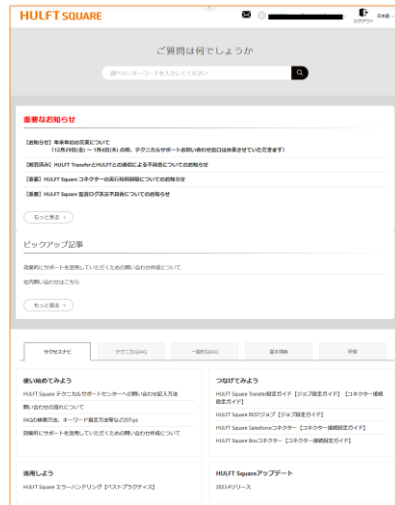 HULFT SQUARE
ログアウト
日本語
ご質問は何でしょうか
調べたいキーワードを入力してください
重要なお知らせ
【お知らせ】年末年始の営業について
(12月29日(金) ～ 1月4日(木) の間、テクニカルサポートお問い合わせ窓口は休業させていただきます)
【解消済み】HULFT TransferとHULFTとの通信による不具合についてのお知らせ
【重要】HULFT Square コネクターの実行時間制限についてのお知らせ
【重要】HULFT Square 監査ログ表示不具合についてのお知らせ
もっと見る
ピックアップ記事
効果的にサポートを活用していただくための問い合わせ作成について
社内問い合わせはこちら
もっと見る
サクセスナビ
テクニカルFAQ
一般的なFAQ
基本情報
研修
使い始めてみよう
HULFT Square テクニカルサポートセンターへの問い合わせ記入方法
問い合わせの流れについて
FAQの検索方法、キーワード指定方法等などのTips
効果的にサポートを活用していただくための問い合わせ作成について
つなげてみよう
HULFT Square Transfer設定ガイド【ジョブ設定ガイド】【コネクター接続設定ガイド】
HULFT Square RESTジョブ【ジョブ設定ガイド】
HULFT Square Salesforceコネクター【コネクター接続設定ガイド】
HULFT Square Boxコネクター【コネクター接続設定ガイド】
活用しよう
HULFT Square エラーハンドリング【ベストプラクティス】
HULFT Squareアップデート